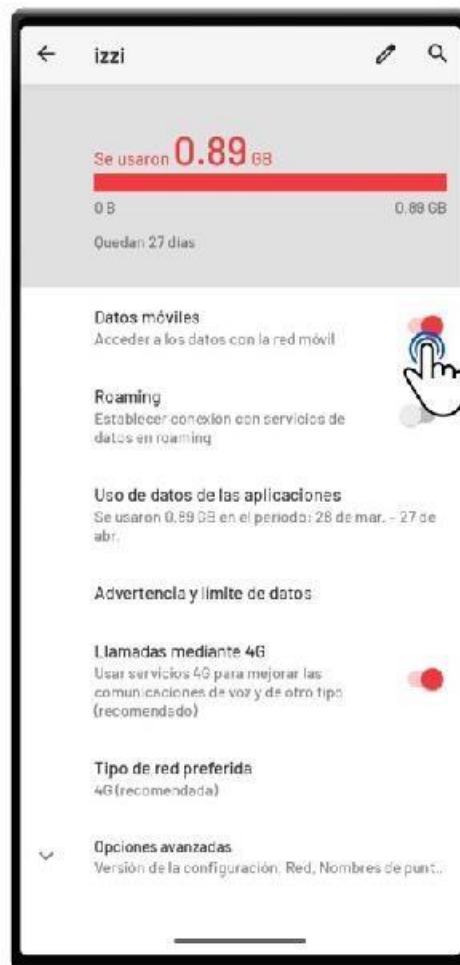 izzi
Se usaron 0.89 GB
0 B 0.89 GB
Quedan 27 días
Datos móviles
Acceder a los datos con la red móvil
Roaming
Establecer conexión con servicios de
datos en roaming
Uso de datos de las aplicaciones
Se usaron 0.89 GB en el periodo: 28 de mar. – 27 de
abr.
Advertencia y límite de datos
Llamadas mediante 4G
Usar servicios 4G para mejorar las
comunicaciones de voz y de otro tipo
(recomendado)
Tipo de red preferida
4G (recomendada)
Opciones avanzadas
Versión de la configuración, Red, Nombres de punt..